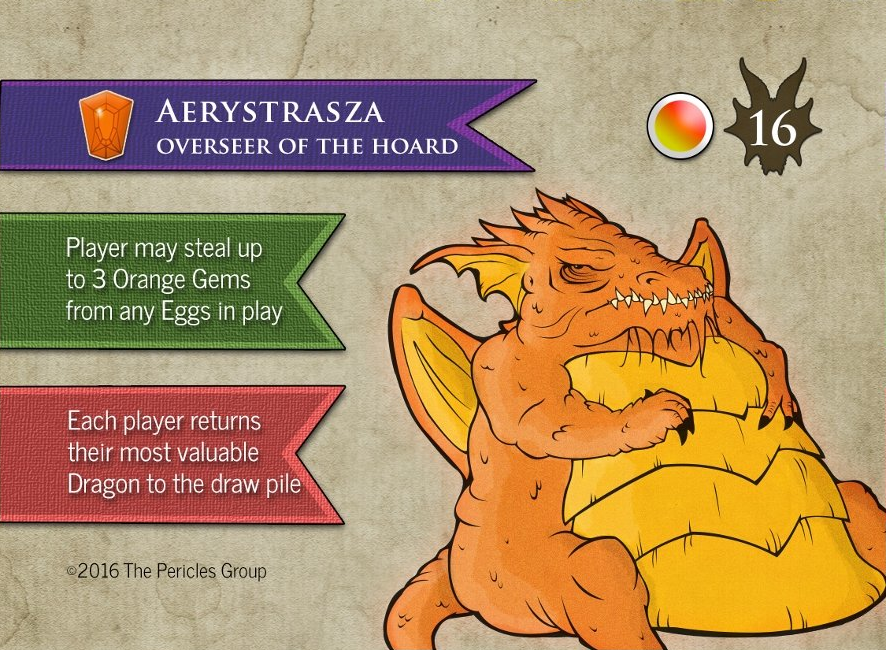 AERYSTRASZA
OVERSEER OF THE HOARD
16
Player may steal up
to 3 Orange Gems
from any Eggs in play
Each player returns
their most valuable
Dragon to the draw pile
©2016 The Pericles Group